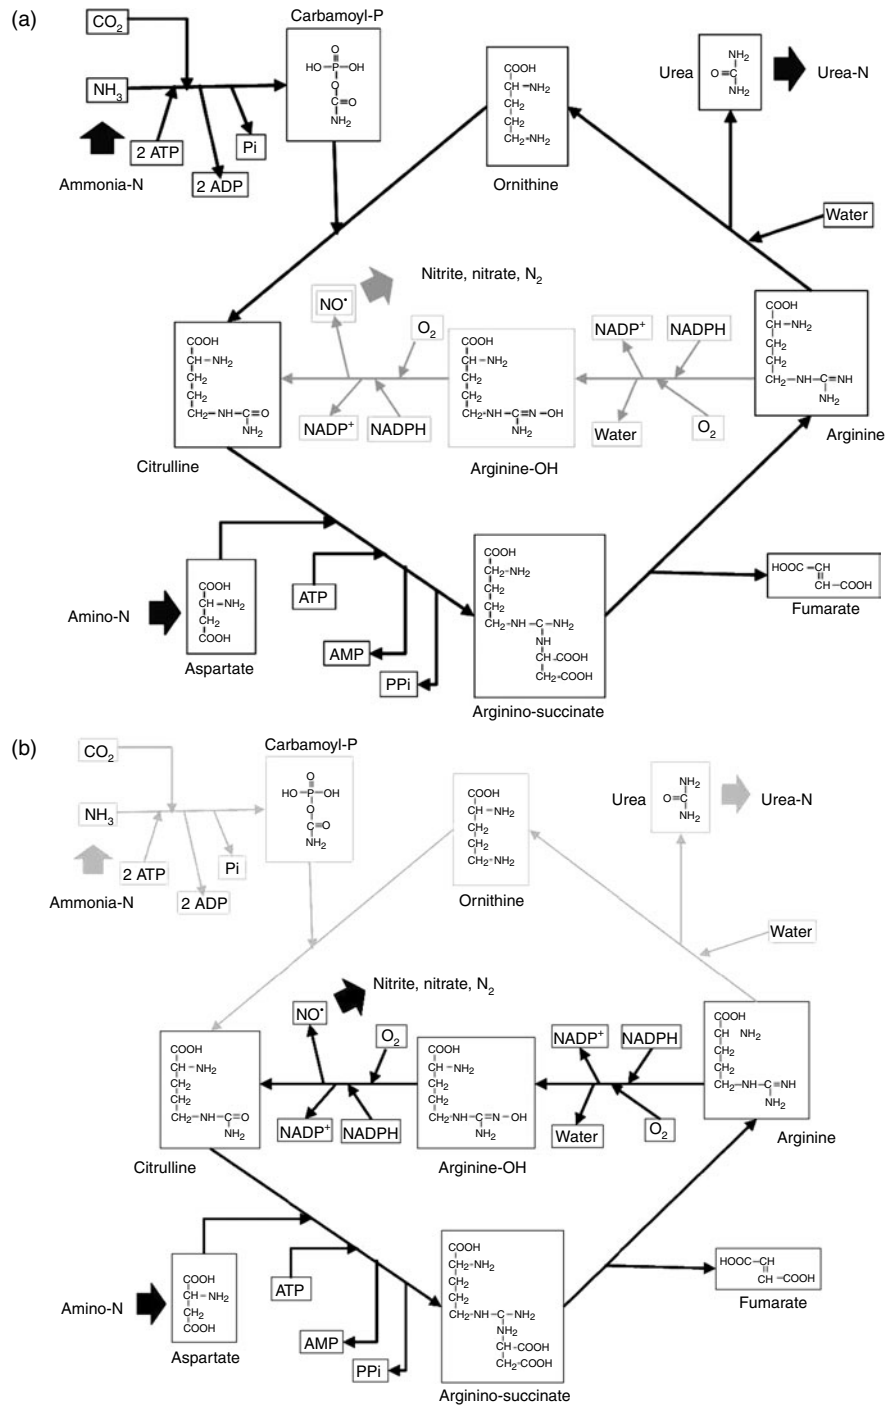 (a)
Carbamoyl-P
CO2
NH3
Ammonia-N
2 ATP
2 ADP
Pi
O
HO—P—OH
O
C=O
NH2
COOH
CH—NH2
CH2
CH2
CH2-NH2
Ornithine
Urea
NH2
O=C
NH2
Urea-N
Water
Nitrite, nitrate, N2
NO•
O2
NADP+
NADPH
COOH
CH—NH2
CH2
CH2
CH2—NH—C=O
NH2
Citrulline
NADP+
NADPH
COOH
CH—NH2
CH2
CH2
CH2—NH—C=N—OH
NH2
Arginine-OH
Water
O2
COOH
CH—NH2
CH2
CH2
CH2—NH—C=NH
NH2
Arginine
Amino-N
COOH
CH—NH2
CH2
COOH
Aspartate
ATP
AMP
PPi
COOH
CH2-NH2
CH2
CH2
CH2—NH—C—NH2
NH
CH-COOH
CH2-COOH
Arginino-succinate
HOOC—CH
CH-COOH
Fumarate
(b)
Carbamoyl-P
CO2
NH3
Ammonia-N
2 ATP
2 ADP
Pi
O
HO—P—OH
O
C=O
NH2
COOH
CH—NH2
CH2
CH2
CH2-NH2
Ornithine
Urea
NH2
O=C
NH2
Urea-N
Water
Nitrite, nitrate, N2
NO•
O2
NADP+
NADPH
COOH
CH—NH2
CH2
CH2
CH2—NH—C=O
NH2
Citrulline
NADP+
NADPH
COOH
CH—NH2
CH2
CH2
CH2—NH—C=N—OH
NH2
Arginine-OH
Water
O2
COOH
CH NH2
CH2
CH2
CH2—NH—C=NH
NH2
Arginine
Amino-N
COOH
CH—NH2
CH2
COOH
Aspartate
ATP
AMP
PPi
COOH
CH2-NH2
CH2
CH2
CH2—NH—C—NH2
NH2
CH—COOH
CH2-COOH
Arginino-succinate
HOOC—CH
CH—COOH
Fumarate